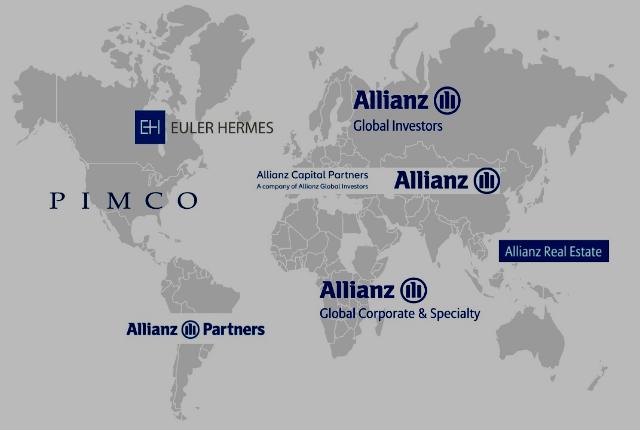 Allianz
Global Investors
EH EULER HERMES
Allianz Capital Partners
A company of Allianz Global Investors
Allianz
PIMCO
Allianz Real Estate
Allianz
Global Corporate & Specialty
Allianz Partners